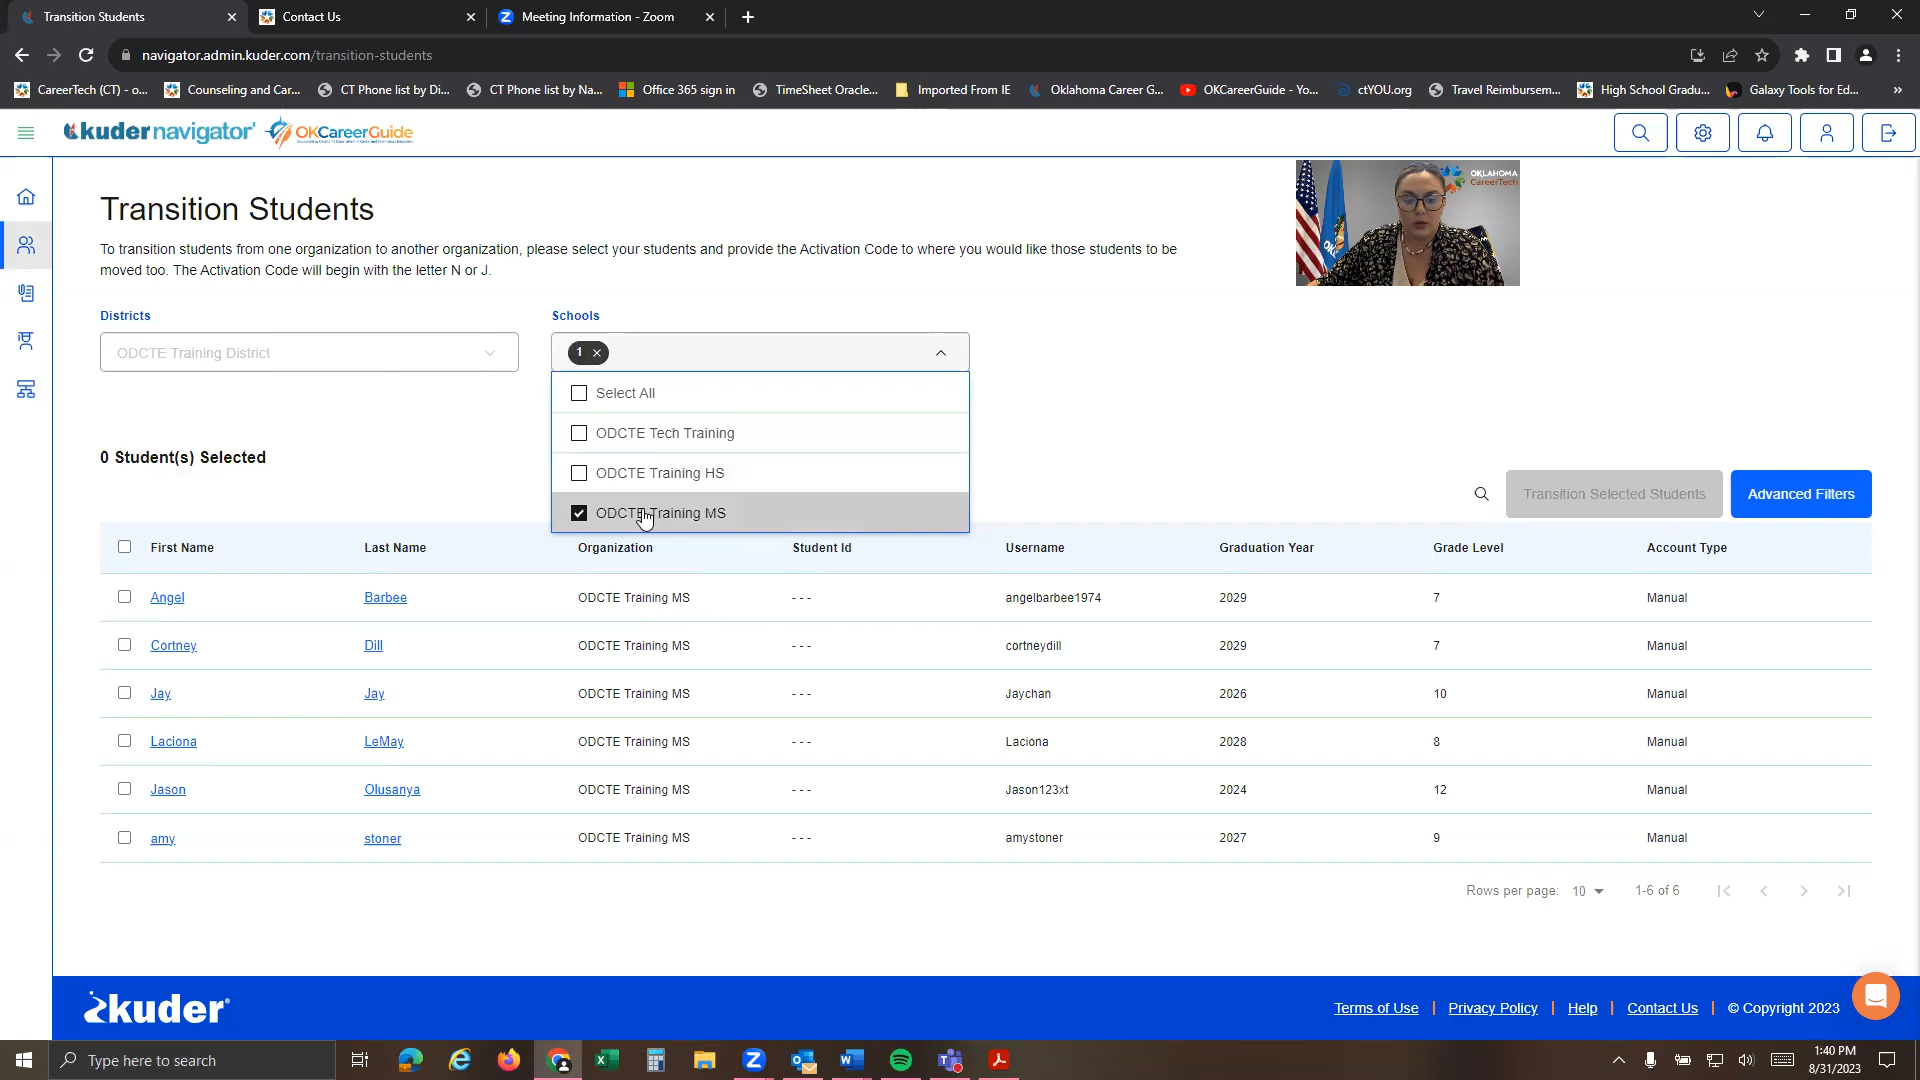 Transition Students
Contact Us
Meeting Information - Zoom
navigator.admin.kuder.com/transition-students
CareerTech (CT) - o...
Counseling and Car...
CT Phone list by Di...
CT Phone list by Na...
Office 365 sign in
TimeSheet Oracle...
Imported From IE
Oklahoma Career G...
OKCareerGuide - Yo...
ctYOU.org
Travel Reimbursem...
High School Gradu...
Galaxy Tools for Ed...
kuder navigator
OKCareerGuide
OKLAHOMA
CareerTech
Transition Students
To transition students from one organization to another organization, please select your students and provide the Activation Code to where you would like those students to be
moved too. The Activation Code will begin with the letter N or J.
Districts
Schools
ODCTE Training District
1
Select All
ODCTE Tech Training
ODCTE Training HS
ODCTE Training MS
0 Student(s) Selected
Transition Selected Students
Advanced Filters
First Name Last Name Organization Student Id Username Graduation Year Grade Level Account Type
Angel Barbee ODCTE Training MS - - - angelbarbee1974 2029 7 Manual
Cortney Dill ODCTE Training MS - - - cortneydill 2029 7 Manual
Jay Jay ODCTE Training MS - - - Jaychan 2026 10 Manual
Laciona LeMay ODCTE Training MS - - - Laciona 2028 8 Manual
Jason Olusanya ODCTE Training MS - - - Jason123xt 2024 12 Manual
amy stoner ODCTE Training MS - - - amystoner 2027 9 Manual
Rows per page: 10 1-6 of 6
kuder
Terms of Use | Privacy Policy | Help | Contact Us | © Copyright 2023
Type here to search
1:40 PM
8/31/2023